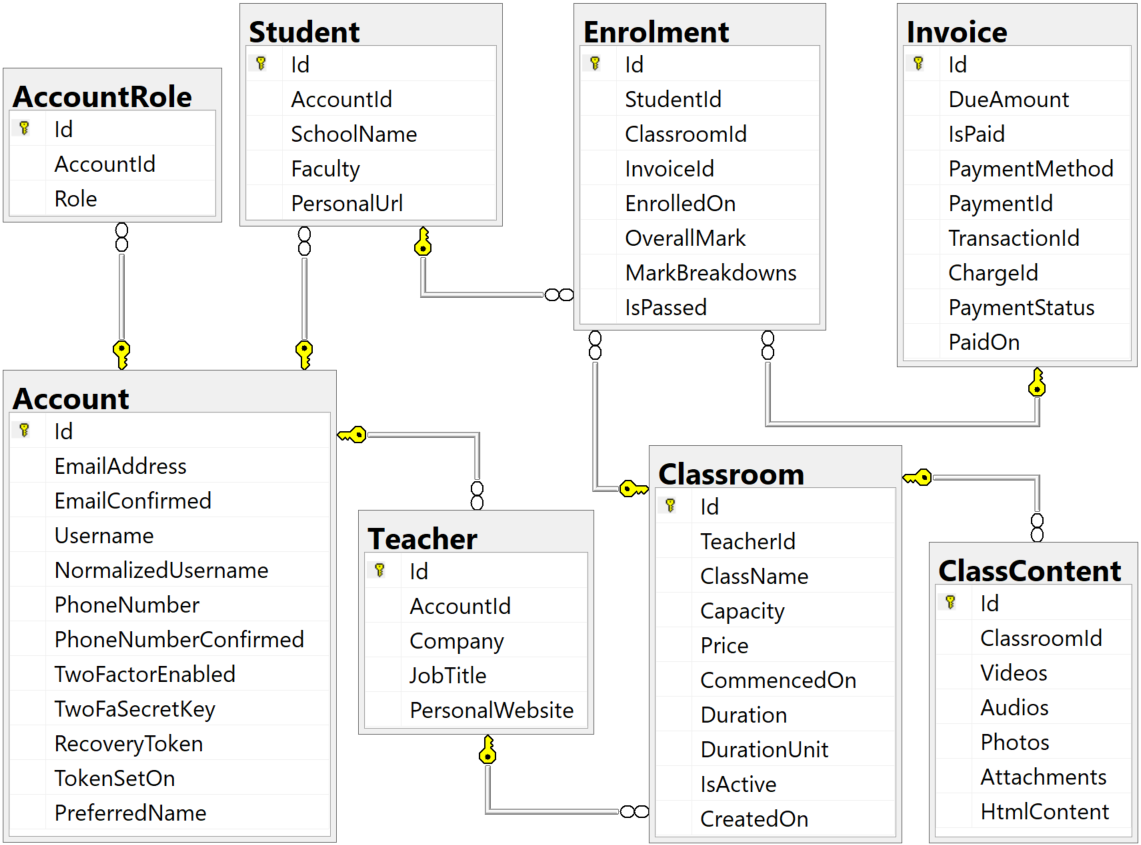 AccountRole
Id
AccountId
Role
Student
Id
AccountId
SchoolName
Faculty
PersonalUrl
Enrolment
Id
StudentId
ClassroomId
InvoiceId
EnrolledOn
OverallMark
MarkBreakdowns
IsPassed
Invoice
Id
DueAmount
IsPaid
PaymentMethod
PaymentId
TransactionId
ChargeId
PaymentStatus
PaidOn
Account
Id
EmailAddress
EmailConfirmed
Username
NormalizedUsername
PhoneNumber
PhoneNumberConfirmed
TwoFactorEnabled
TwoFaSecretKey
RecoveryToken
TokenSetOn
PreferredName
Teacher
Id
AccountId
Company
JobTitle
PersonalWebsite
Classroom
Id
TeacherId
ClassName
Capacity
Price
CommencedOn
Duration
DurationUnit
IsActive
CreatedOn
ClassContent
Id
ClassroomId
Videos
Audios
Photos
Attachments
HtmlContent